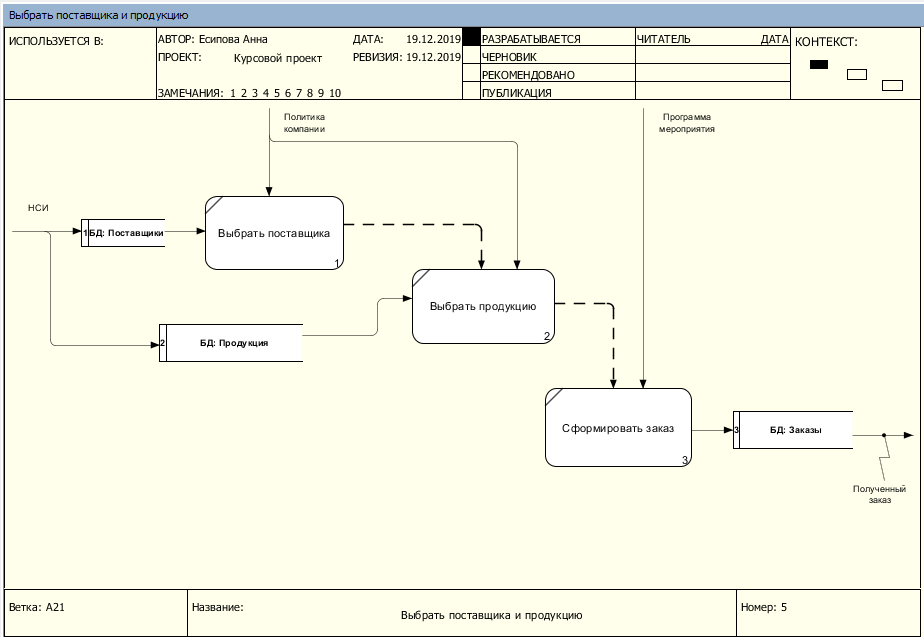 Выбрать поставщика и продукцию
ИСПОЛЬЗУЕТСЯ В:
АВТОР: Есипова Анна
ДАТА: 19.12.2019
ПРОЕКТ: Курсовой проект
РЕВИЗИЯ: 19.12.2019
ЗАМЕЧАНИЯ: 1 2 3 4 5 6 7 8 9 10
РАЗРАБАТЫВАЕТСЯ
ЧЕРНОВИК
РЕКОМЕНДОВАНО
ПУБЛИКАЦИЯ
ЧИТАТЕЛЬ
ДАТА
КОНТЕКСТ:
Политика
компании
Программа
мероприятия
НСИ
1
БД: Поставщики
Выбрать поставщика
1
Выбрать продукцию
2
2
БД: Продукция
Сформировать заказ
3
3
БД: Заказы
Полученный
заказ
Ветка: A21
Название:
Выбрать поставщика и продукцию
Номер: 5